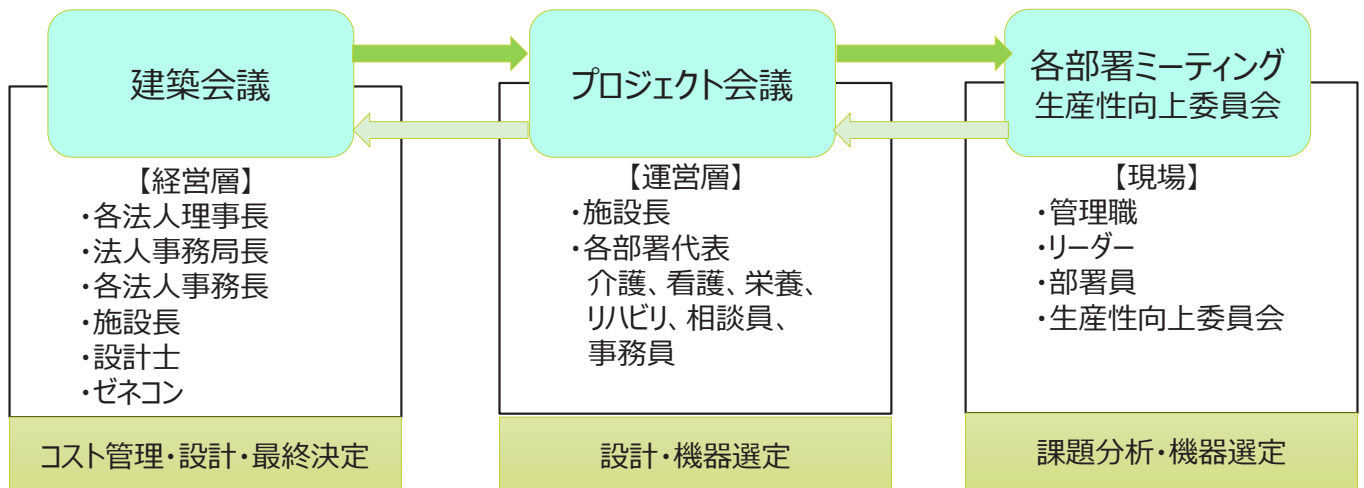 建築会議
【経営層】
・各法人理事長
・法人事務局長
・各法人事務長
・施設長
・設計士
・ゼネコン
コスト管理・設計・最終決定
プロジェクト会議
【運営層】
・施設長
・各部署代表
介護、看護、栄養、
リハビリ、相談員、
事務員
設計・機器選定
各部署ミーティング
生産性向上委員会
【現場】
・管理職
・リーダー
・部署員
・生産性向上委員会
課題分析・機器選定